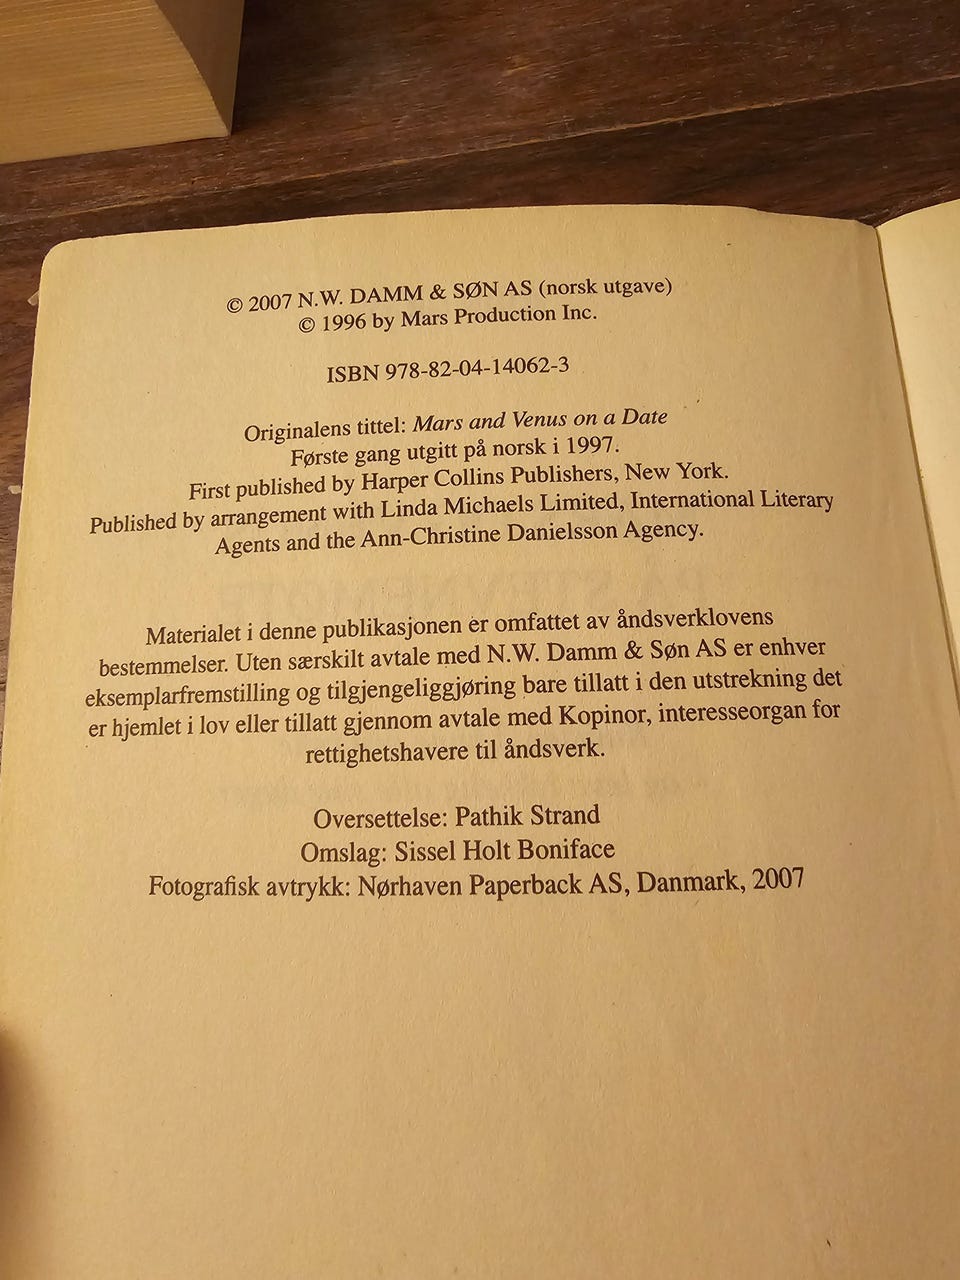 © 2007 N.W. DAMM & SØN AS (norsk utgave)
© 1996 by Mars Production Inc.
ISBN 978-82-04-14062-3
Originalens tittel: Mars and Venus on a Date
Første gang utgitt på norsk i 1997.
First published by Harper Collins Publishers, New York.
Published by arrangement with Linda Michaels Limited, International Literary
Agents and the Ann-Christine Danielsson Agency.
Materialet i denne publikasjonen er omfattet av åndsverklovens
bestemmelser. Uten særskilt avtale med N.W. Damm & Søn AS er enhver
eksemplarfremstilling og tilgjengeliggjøring bare tillatt i den utstrekning det
er hjemlet i lov eller tillatt gjennom avtale med Kopinor, interesseorgan for
rettighetshavere til åndsverk.
Oversettelse: Pathik Strand
Omslag: Sissel Holt Boniface
Fotografisk avtrykk: Nørhaven Paperback AS, Danmark, 2007